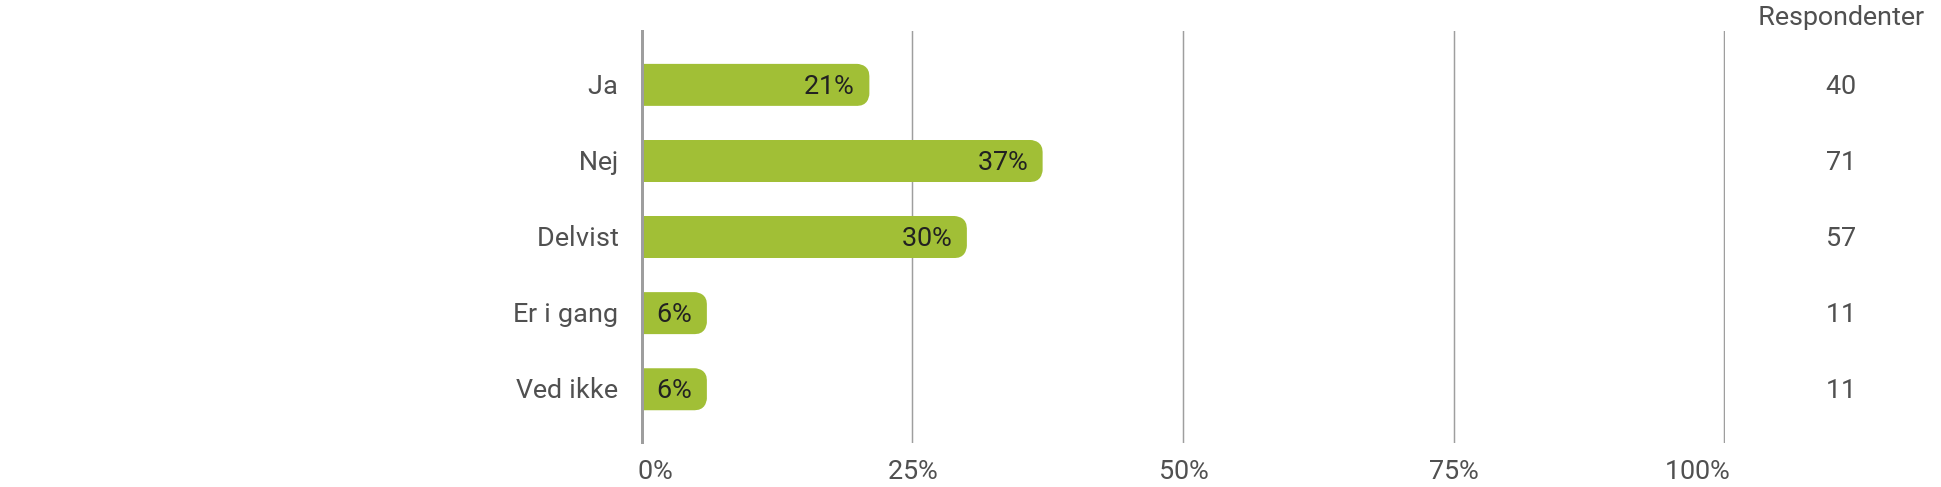 Respondenter
Ja 21% 40
Nej 37% 71
Delvist 30% 57
Er i gang 6% 11
Ved ikke 6% 11
0% 25% 50% 75% 100%